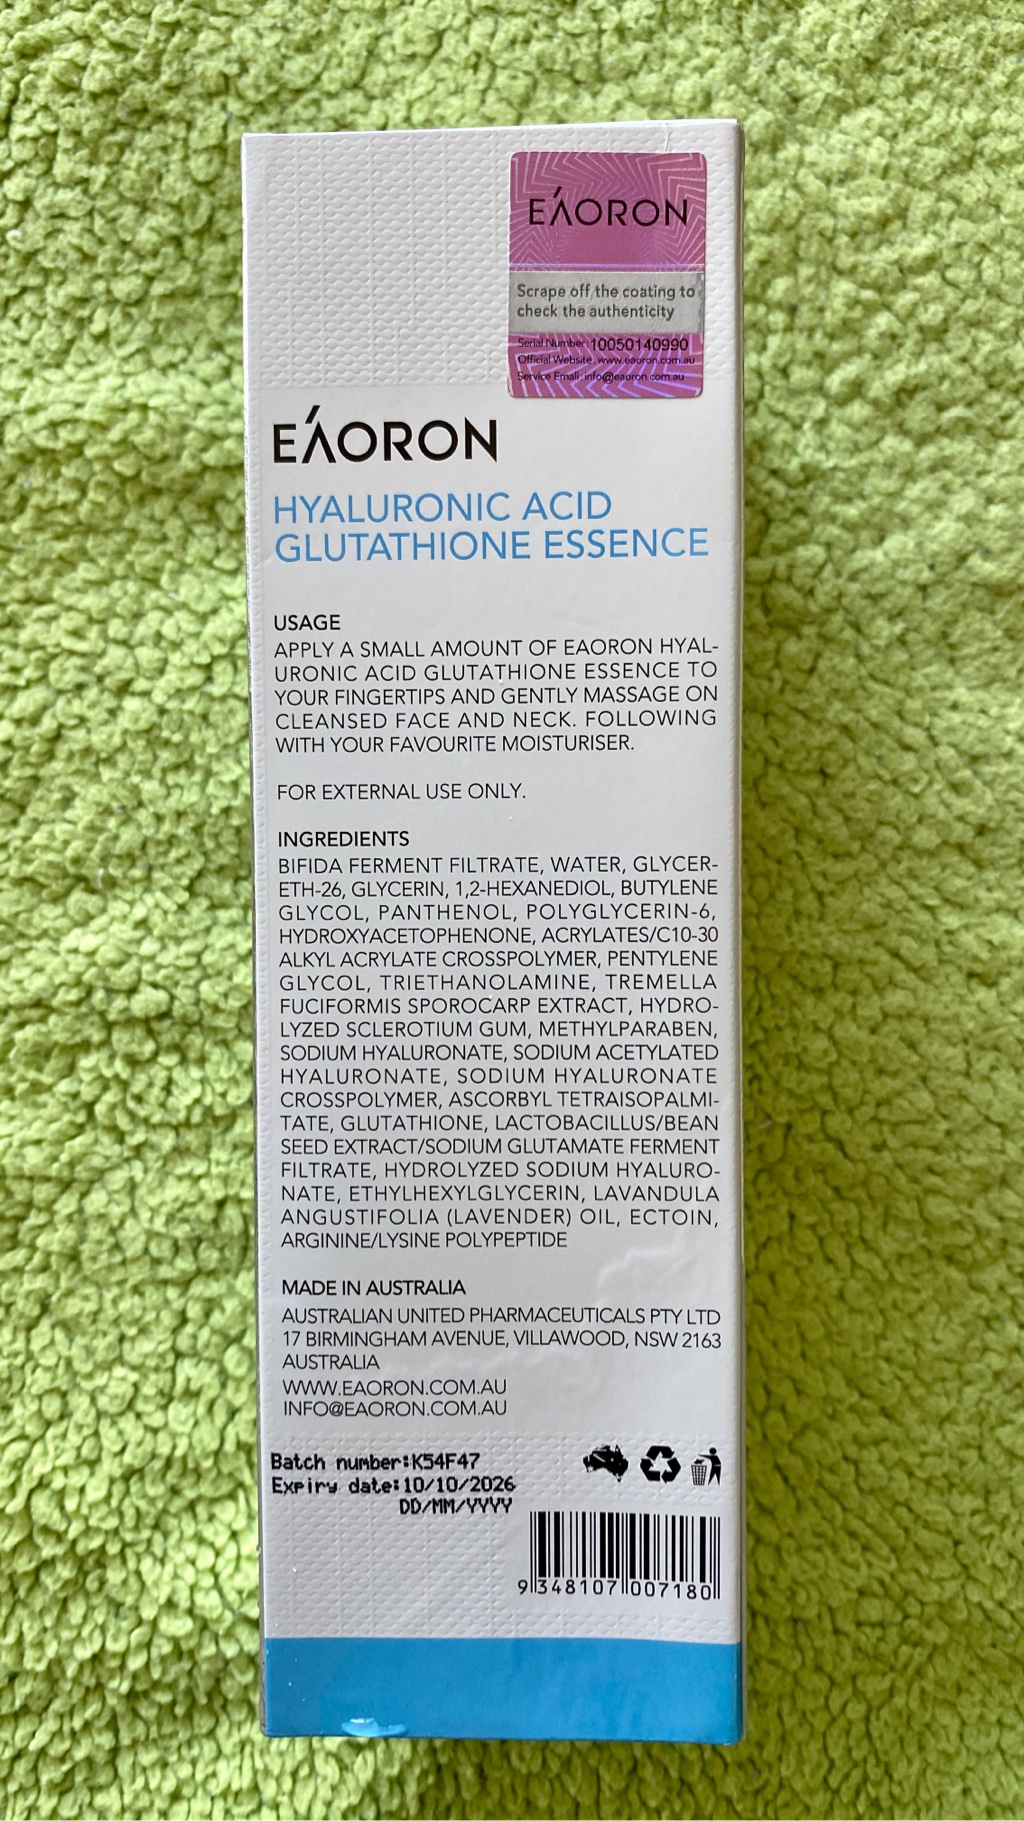 EÁORON
Scrape off the coating to
check the authenticity
Serial Number: 10050140990
Official Website: www.eaoron.com.au
Service Email: info@eaoron.com.au
EÁORON
HYALURONIC ACID
GLUTATHIONE ESSENCE
USAGE
APPLY A SMALL AMOUNT OF EAORON HYAL-
URONIC ACID GLUTATHIONE ESSENCE TO
YOUR FINGERTIPS AND GENTLY MASSAGE ON
CLEANSED FACE AND NECK. FOLLOWING
WITH YOUR FAVOURITE MOISTURISER.
FOR EXTERNAL USE ONLY.
INGREDIENTS
BIFIDA FERMENT FILTRATE, WATER, GLYCER-
ETH-26, GLYCERIN, 1,2-HEXANEDIOL, BUTYLENE
GLYCOL, PANTHENOL, POLYGLYCERIN-6,
HYDROXYACETOPHENONE, ACRYLATES/C10-30
ALKYL ACRYLATE CROSSPOLYMER, PENTYLENE
GLYCOL, TRIETHANOLAMINE, TREMELLA
FUCIFORMIS SPOROCARP EXTRACT, HYDRO-
LYZED SCLEROTIUM GUM, METHYLPARABEN,
SODIUM HYALURONATE, SODIUM ACETYLATED
HYALURONATE, SODIUM HYALURONATE
CROSSPOLYMER, ASCORBYL TETRAISOPALMI-
TATE, GLUTATHIONE, LACTOBACILLUS/BEAN
SEED EXTRACT/SODIUM GLUTAMATE FERMENT
FILTRATE, HYDROLYZED SODIUM HYALURO-
NATE, ETHYLHEXYLGLYCERIN, LAVANDULA
ANGUSTIFOLIA (LAVENDER) OIL, ECTOIN,
ARGININE/LYSINE POLYPEPTIDE
MADE IN AUSTRALIA
AUSTRALIAN UNITED PHARMACEUTICALS PTY LTD
17 BIRMINGHAM AVENUE, VILLAWOOD, NSW 2163
AUSTRALIA
WWW.EAORON.COM.AU
INFO@EAORON.COM.AU
Batch number:K54F47
Expiry date:10/10/2026
DD/MM/YYYY
9 348107 007180